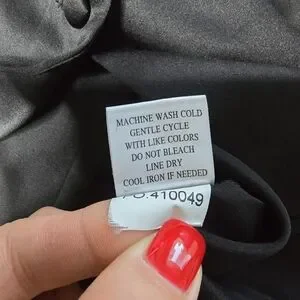 MACHINE WASH COLD
GENTLE CYCLE
WITH LIKE COLORS
DO NOT BLEACH
LINE DRY
COOL IRON IF NEEDED
410049